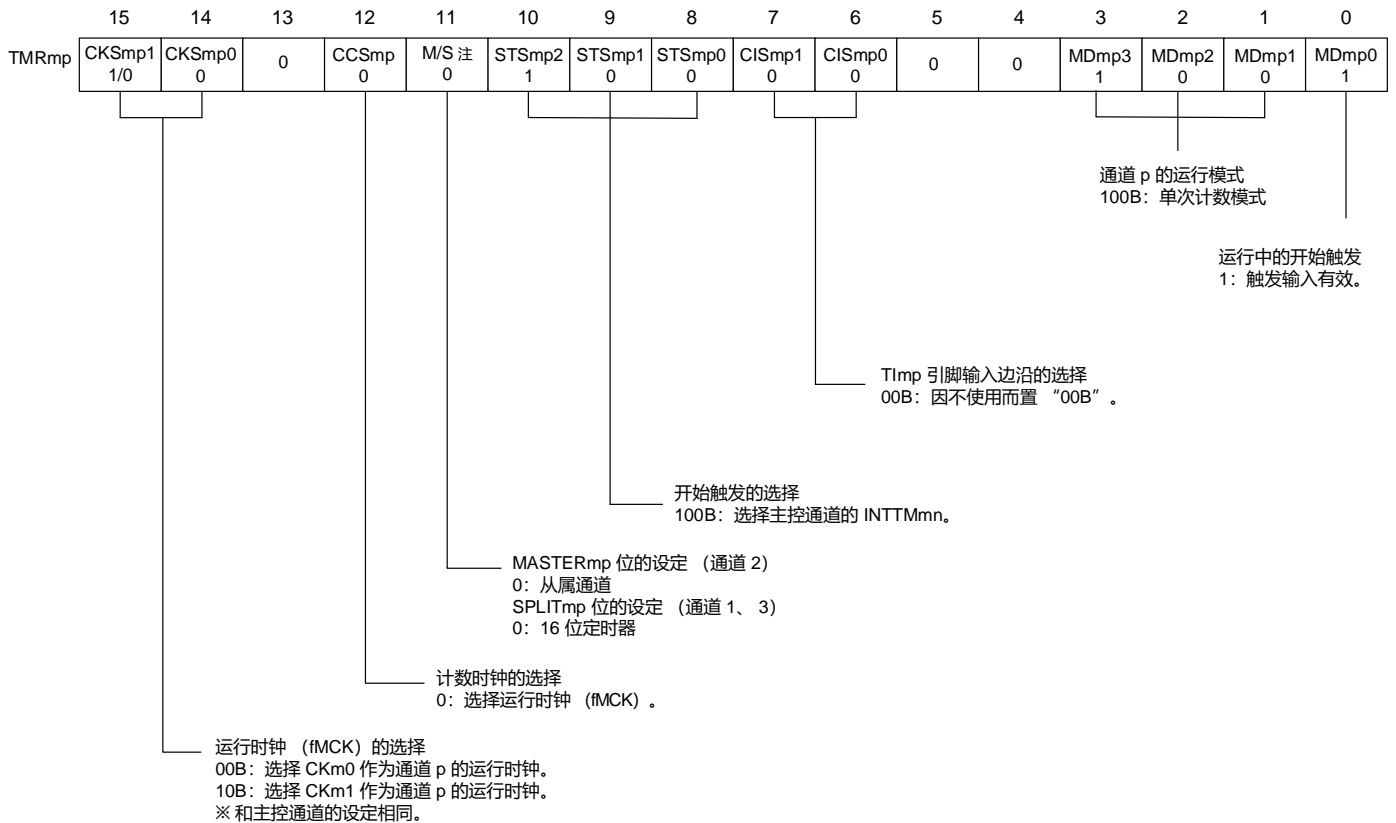 15 14 13 12 11 10 9 8 7 6 5 4 3 2 1 0
TMRmp CKSmp1 CKSmp0 0 CCSmp M/S 注 STSmp2 STSmp1 STSmp0 CISmp1 CISmp0 0 0 MDmp3 MDmp2 MDmp1 MDmp0
1/0 0 0 0 1 0 0 0 0 1 0 0 1
通道 p 的运行模式
100B：单次计数模式
运行中的开始触发
1：触发输入有效。
TImp 引脚输入边沿的选择
00B：因不使用而置 “00B”。
开始触发的选择
100B：选择主控通道的 INTTMmn。
MASTERmp 位的设定 （通道 2）
0：从属通道
SPLITmp 位的设定 （通道 1、 3）
0：16 位定时器
计数时钟的选择
0：选择运行时钟 （fMCK）。
运行时钟 （fMCK）的选择
00B：选择 CKm0 作为通道 p 的运行时钟。
10B：选择 CKm1 作为通道 p 的运行时钟。
※ 和主控通道的设定相同。